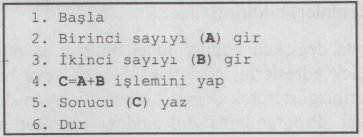 1. Başla
2. Birinci sayıyı (A) gir
3. İkinci sayıyı (B) gir
4. C=A+B işlemini yap
5. Sonucu (C) yaz
6. Dur